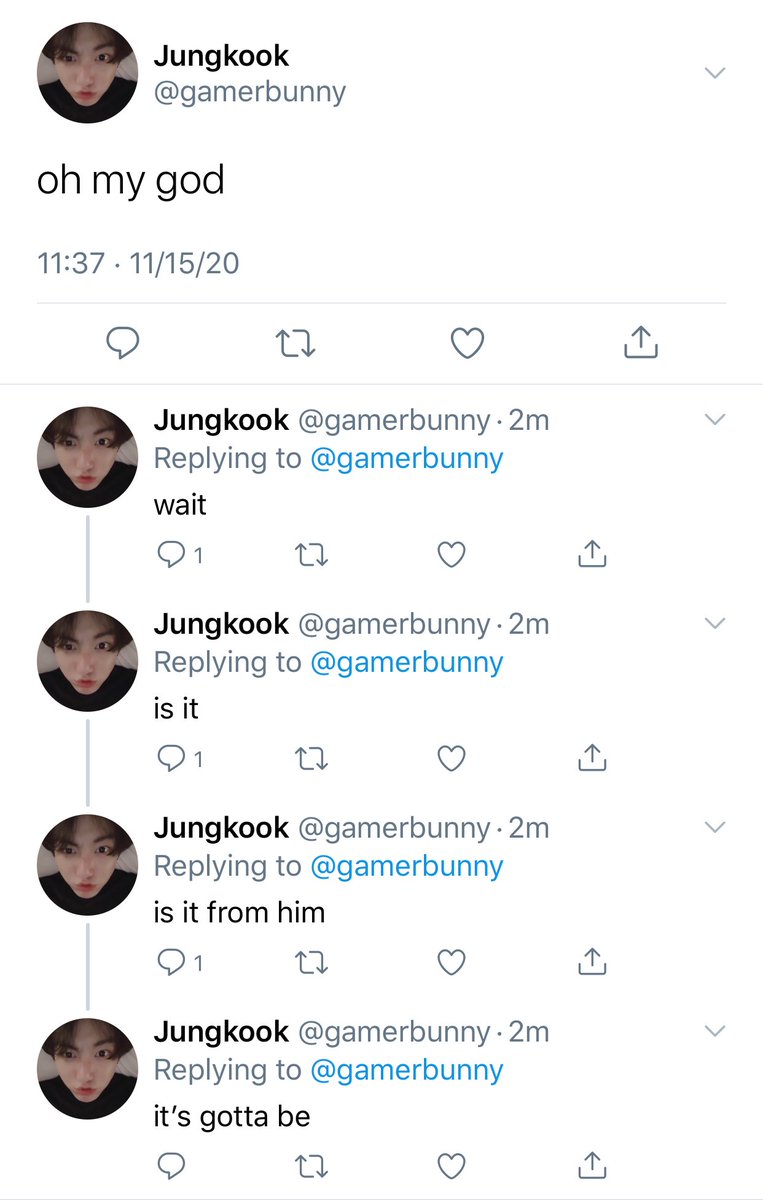 Jungkook
@gamerbunny
oh my god
11:37 · 11/15/20
Jungkook @gamerbunny · 2m
Replying to @gamerbunny
wait
1
Jungkook @gamerbunny · 2m
Replying to @gamerbunny
is it
1
Jungkook @gamerbunny · 2m
Replying to @gamerbunny
is it from him
1
Jungkook @gamerbunny · 2m
Replying to @gamerbunny
it’s gotta be